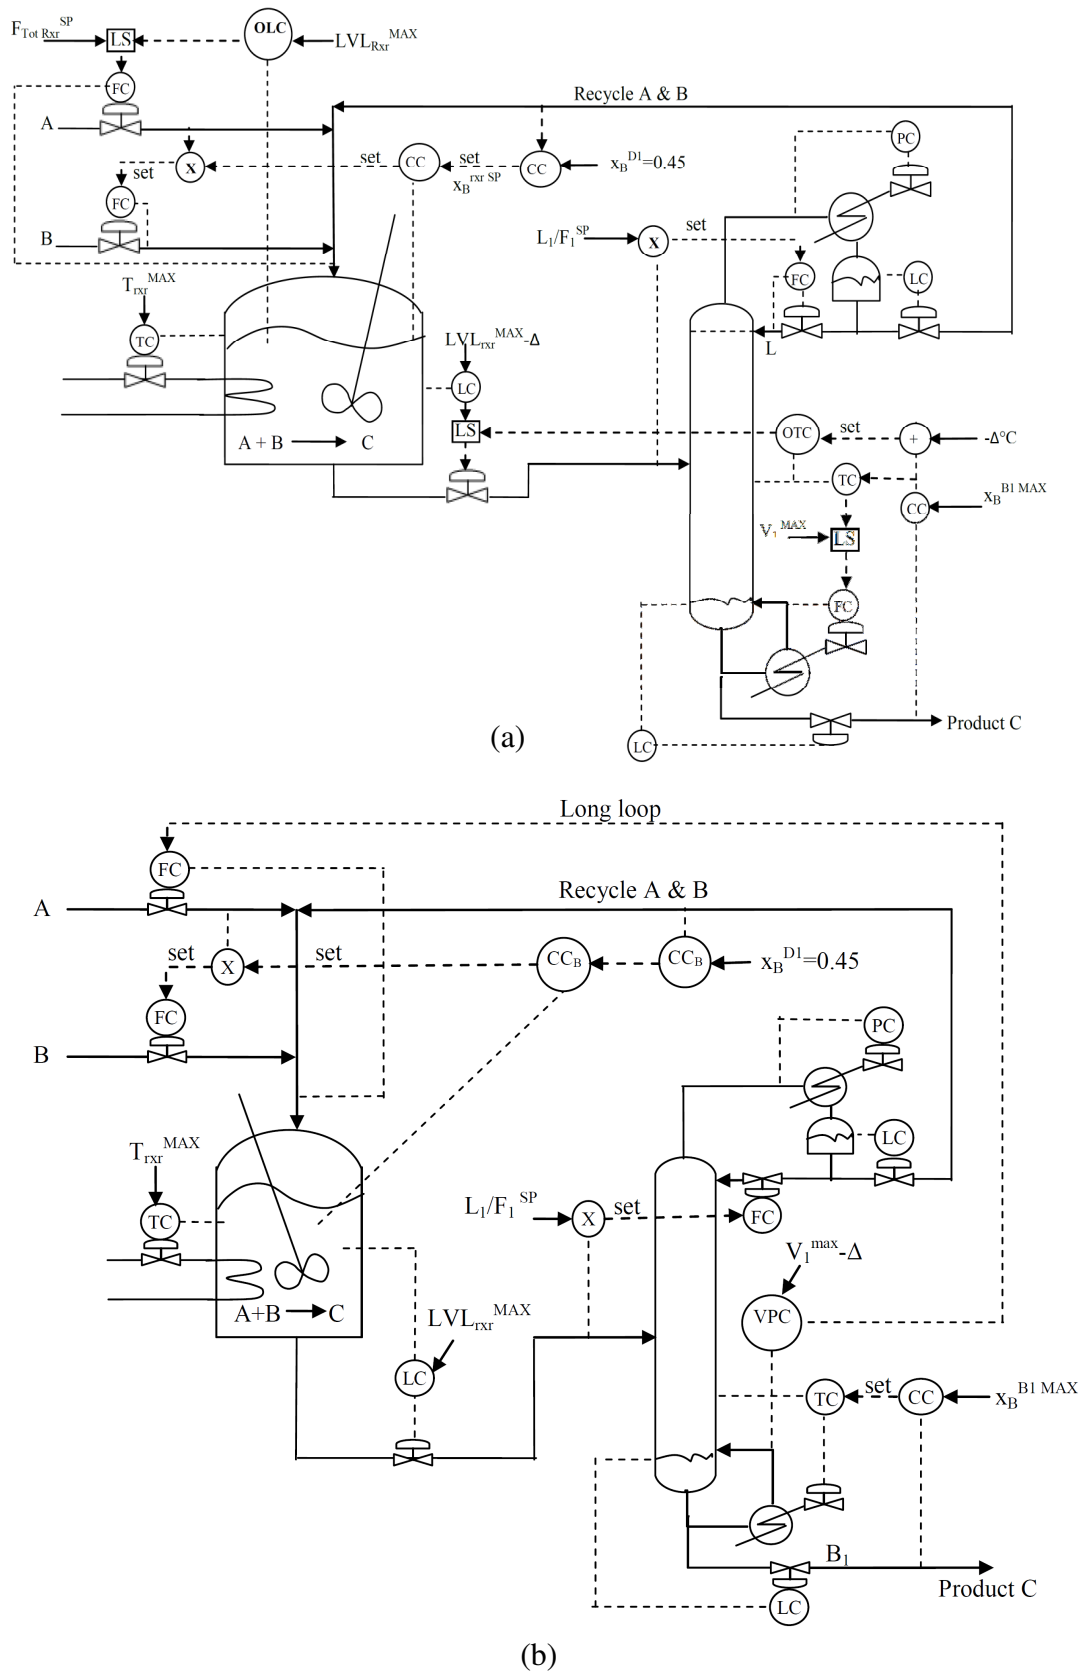 F_Tot Rxr^SP
LS
OLC
LVL_Rxr^MAX
FC
Recycle A & B
A
PC
X
set
set
CC
set
x_B^rxr SP
CC
x_B^D1=0.45
FC
B
L_1/F_1^SP
X
set
T_rxr^MAX
FC
LC
TC
LVL_rxr^MAX-Δ
L
LC
A + B
C
LS
OTC
set
+
-Δ°C
TC
CC
x_B^B1 MAX
V_1^MAX
LS
FC
Product C
LC
(a)
Long loop
FC
A
Recycle A & B
set
X
set
CC_B
CC_B
x_B^D1=0.45
FC
B
PC
LC
T_rxr^MAX
TC
L_1/F_1^SP
X
set
FC
V_1^max-Δ
VPC
A+B
C
LVL_rxr^MAX
LC
TC
set
CC
x_B^B1 MAX
B_1
Product C
LC
(b)